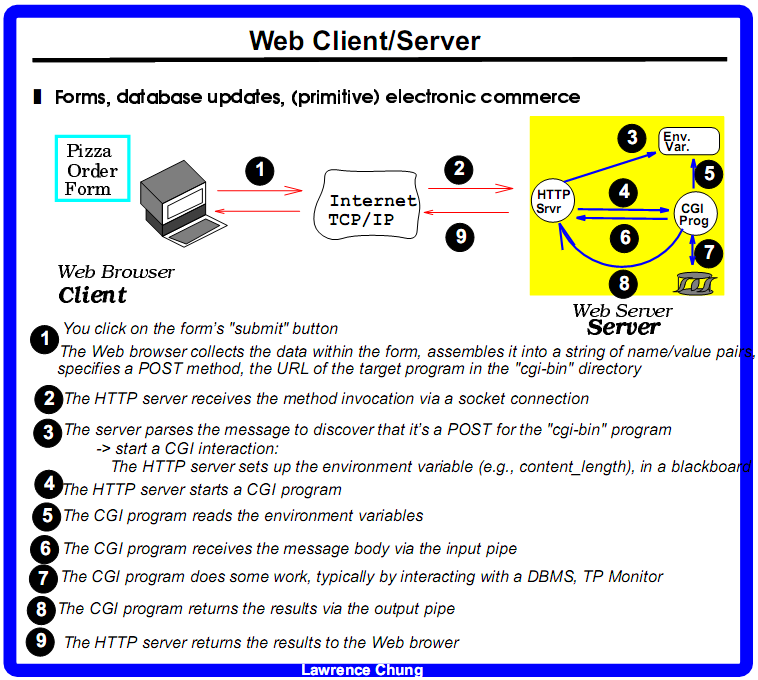 Web Client/Server
Forms, database updates, (primitive) electronic commerce
Pizza
Order
Form
1
2
Internet
TCP/IP
9
3
Env.
Var.
5
HTTP
Srvr
4
CGI
Prog
6
7
8
Web Browser
Client
Web Server
Server
1 You click on the form's "submit" button
The Web browser collects the data within the form, assembles it into a string of name/value pairs,
specifies a POST method, the URL of the target program in the "cgi-bin" directory
2 The HTTP server receives the method invocation via a socket connection
3 The server parses the message to discover that it's a POST for the "cgi-bin" program
-> start a CGI interaction:
The HTTP server sets up the environment variable (e.g., content_length), in a blackboard
4 The HTTP server starts a CGI program
5 The CGI program reads the environment variables
6 The CGI program receives the message body via the input pipe
7 The CGI program does some work, typically by interacting with a DBMS, TP Monitor
8 The CGI program returns the results via the output pipe
9 The HTTP server returns the results to the Web brower
Lawrence Chung